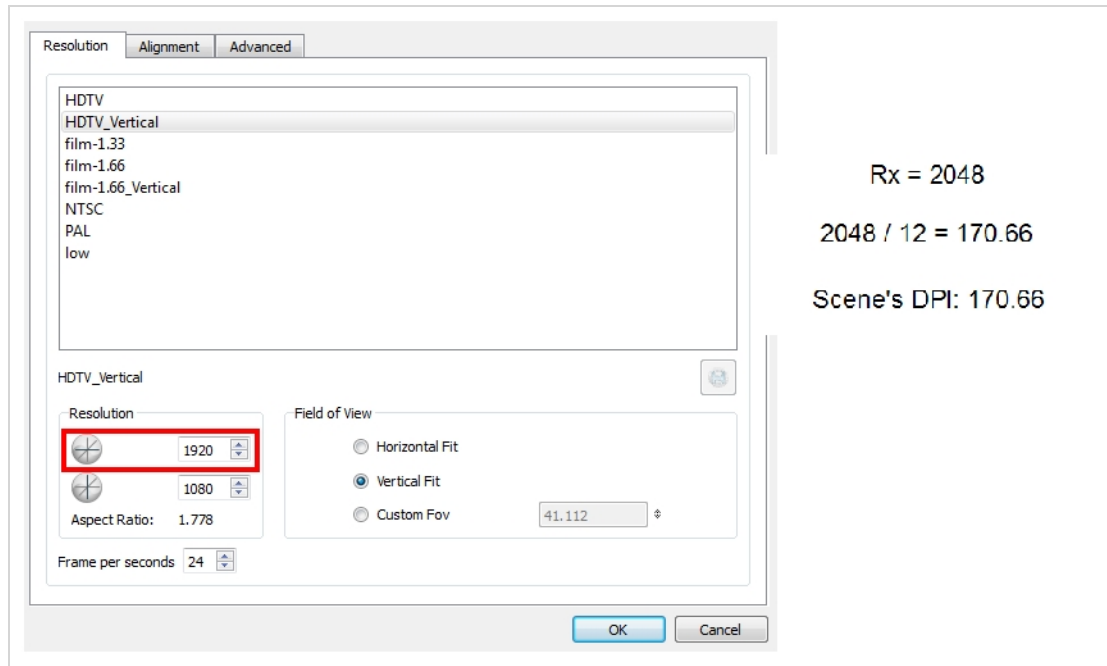 Resolution Alignment Advanced
HDTV
HDTV_Vertical
film-1.33
film-1.66
film-1.66_Vertical
NTSC
PAL
low
HDTV_Vertical
Resolution
1920
1080
Aspect Ratio: 1.778
Frame per seconds 24
Field of View
Horizontal Fit
Vertical Fit
Custom Fov 41.112
OK Cancel
Rx = 2048
2048 / 12 = 170.66
Scene's DPI: 170.66